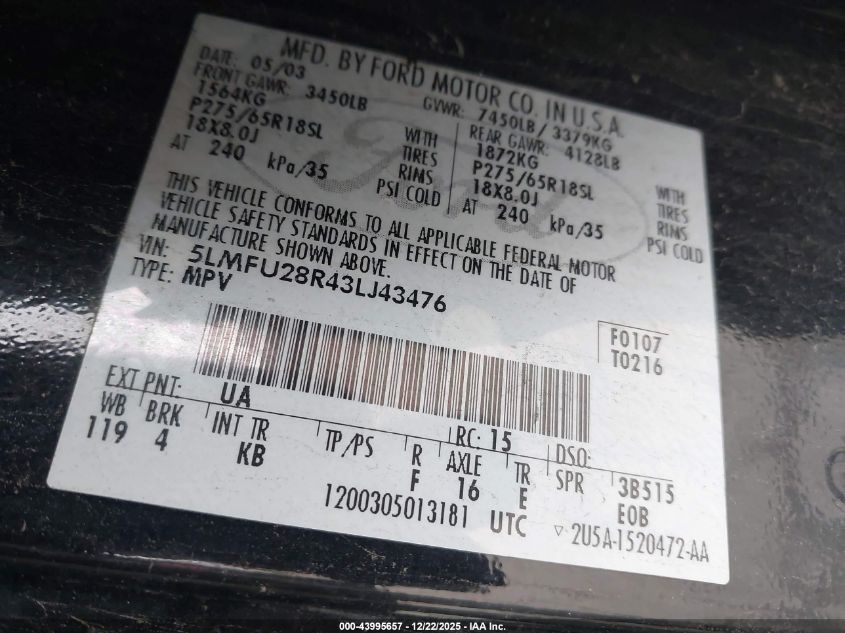 MFD. BY FORD MOTOR CO. IN U.S.A.
DATE: 05/03 GVWR: 7450LB / 3379KG
FRONT GAWR: 3450LB REAR GAWR: 4128LB
1564KG WITH 1872KG WITH
P275/65R18SL TIRES P275/65R18SL TIRES
18X8.0J RIMS 18X8.0J RIMS
AT 240 kPa/35 PSI COLD AT 240 kPa/35 PSI COLD
THIS VEHICLE CONFORMS TO ALL APPLICABLE FEDERAL MOTOR
VEHICLE SAFETY STANDARDS IN EFFECT ON THE DATE OF
MANUFACTURE SHOWN ABOVE.
VIN: 5LMFU28R43LJ43476
TYPE: MPV
F0107
T0216
EXT PNT: UA RC: 15 DSO:
WB BRK INT TR TP/PS R AXLE TR SPR 3B515
119 4 KB F 16 E EOB
1200305013181 UTC ▽ 2U5A-1520472-AA
000-43995657 - 12/22/2025 - IAA Inc.